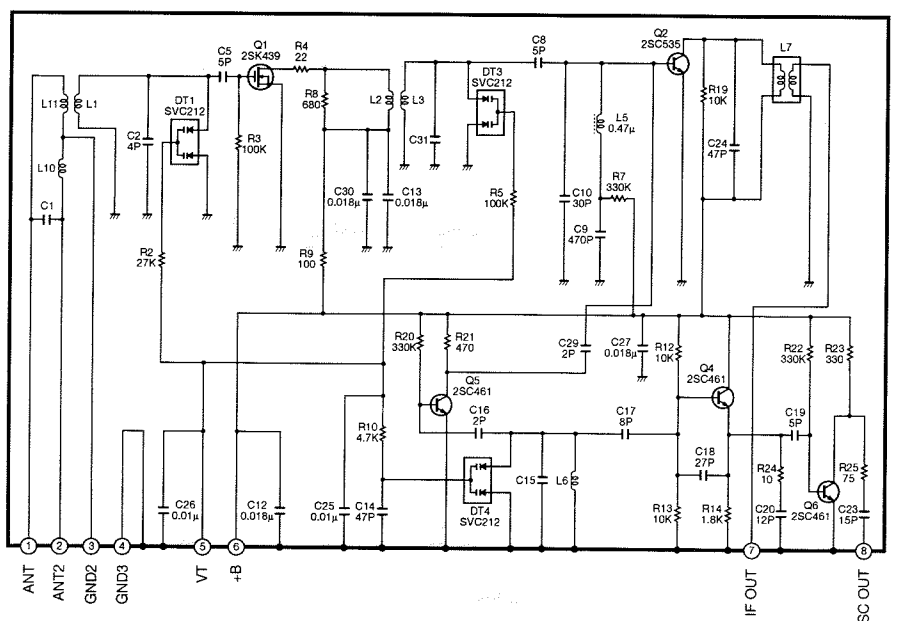 C5
5P
Q1
2SK439
R4
22
C8
5P
Q2
2SC535
L7
L11
L1
DT1
SVC212
R8
680
L2
L3
DT3
SVC212
R19
10K
C2
4P
R3
100K
C31
L5
0.47μ
C24
47P
L10
C30
0.018μ
C13
0.018μ
R5
100K
R7
330K
C10
30P
C1
C9
470P
R2
27K
R9
100
R20
330K
R21
470
C29
2P
C27
0.018μ
R12
10K
R22
330K
R23
330
Q5
2SC461
Q4
2SC461
C16
2P
C17
8P
C19
5P
R10
4.7K
C18
27P
R24
10
R25
75
C26
0.01μ
C12
0.018μ
C25
0.01μ
C14
47P
DT4
SVC212
C15
L6
R13
10K
R14
1.8K
C20
12P
Q6
2SC461
C23
15P
1
2
3
4
5
6
7
8
ANT
ANT2
GND2
GND3
VT
+B
IF OUT
SC OUT